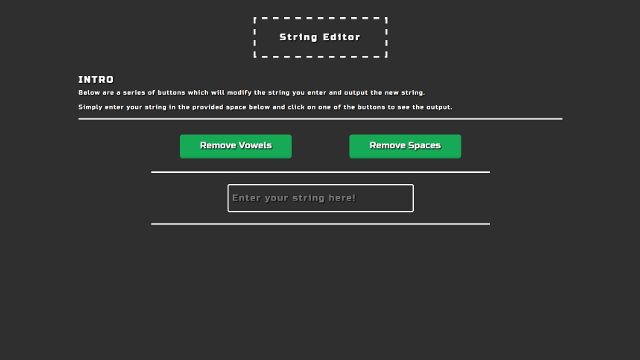 String Editor
INTRO
Below are a series of buttons which will modify the string you enter and output the new string.
Simply enter your string in the provided space below and click on one of the buttons to see the output.
Remove Vowels
Remove Spaces
Enter your string here!